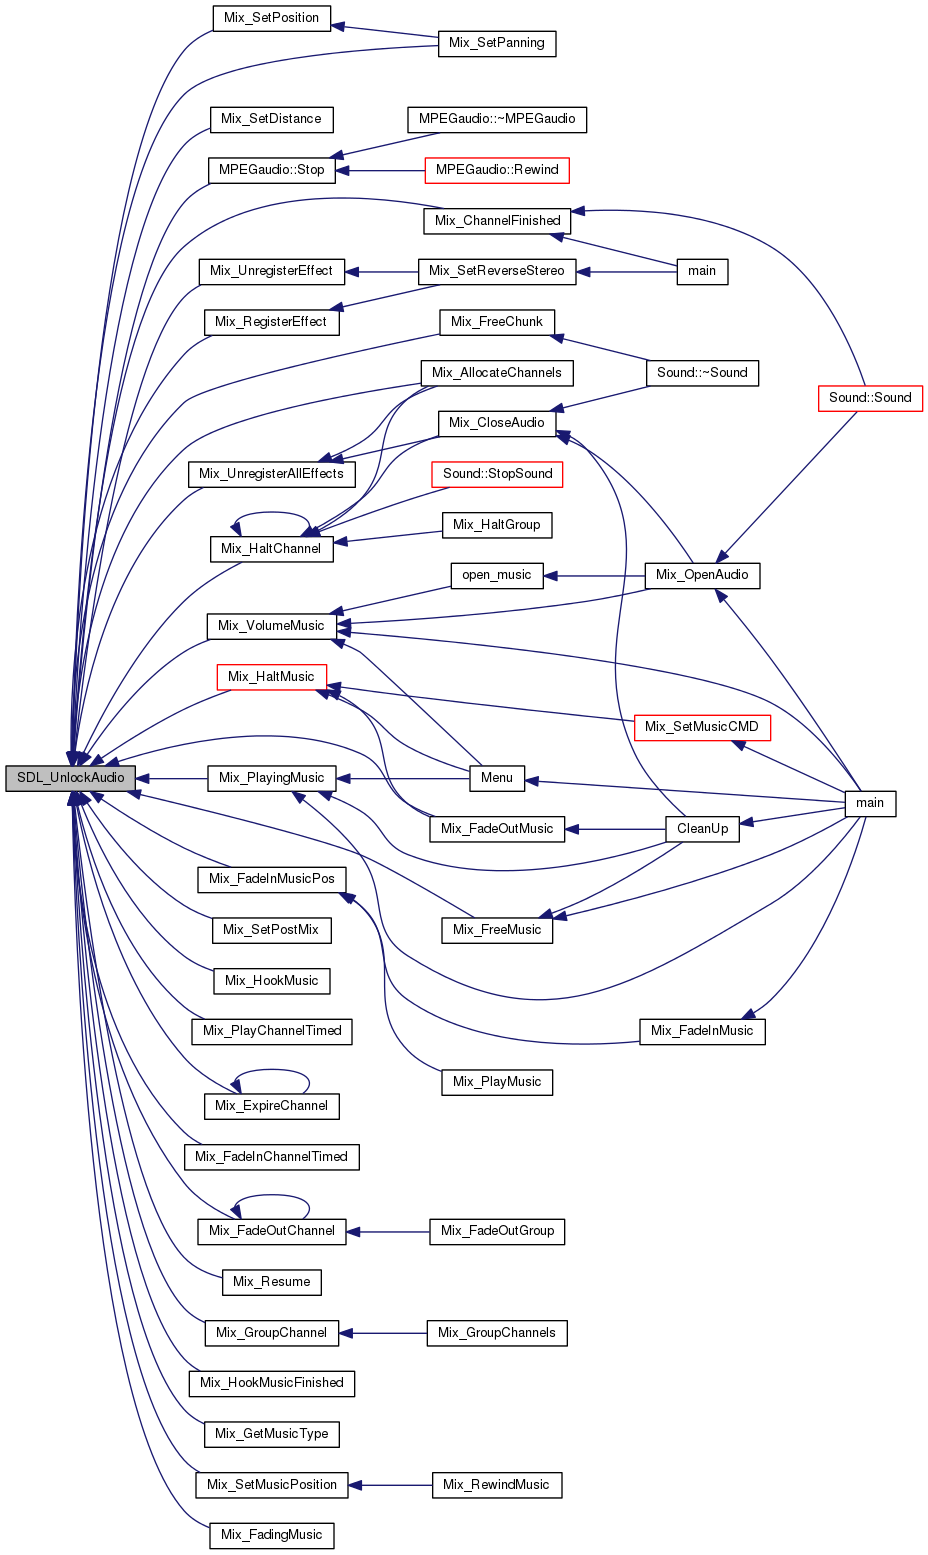 Mix_SetPosition
Mix_SetPanning
Mix_SetDistance
MPEGaudio::~MPEGaudio
MPEGaudio::Stop
MPEGaudio::Rewind
Mix_ChannelFinished
Mix_UnregisterEffect
Mix_SetReverseStereo
main
Mix_RegisterEffect
Mix_FreeChunk
Mix_AllocateChannels
Sound::~Sound
Sound::Sound
Mix_CloseAudio
Mix_UnregisterAllEffects
Sound::StopSound
Mix_HaltGroup
Mix_HaltChannel
open_music
Mix_OpenAudio
Mix_VolumeMusic
Mix_HaltMusic
Mix_SetMusicCMD
SDL_UnlockAudio
Mix_PlayingMusic
Menu
main
Mix_FadeOutMusic
CleanUp
Mix_FadeInMusicPos
Mix_SetPostMix
Mix_FreeMusic
Mix_HookMusic
Mix_PlayChannelTimed
Mix_FadeInMusic
Mix_PlayMusic
Mix_ExpireChannel
Mix_FadeInChannelTimed
Mix_FadeOutChannel
Mix_FadeOutGroup
Mix_Resume
Mix_GroupChannel
Mix_GroupChannels
Mix_HookMusicFinished
Mix_GetMusicType
Mix_SetMusicPosition
Mix_RewindMusic
Mix_FadingMusic